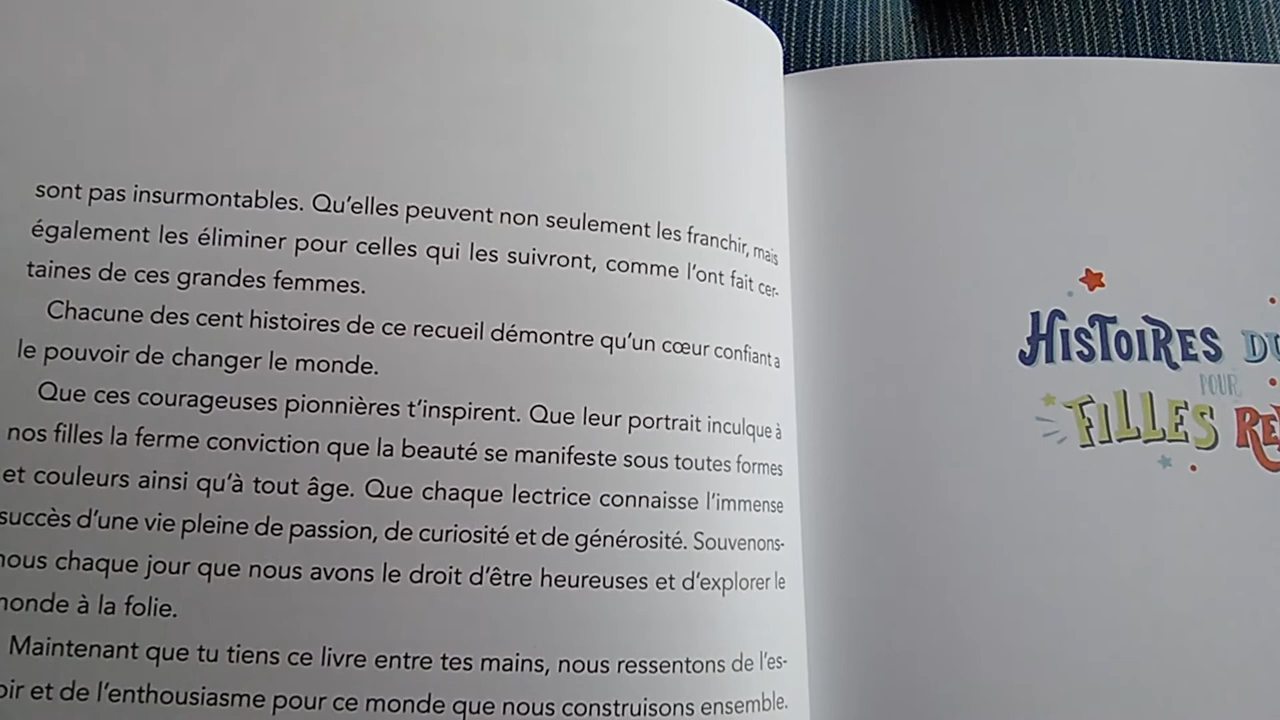 sont pas insurmontables. Qu'elles peuvent non seulement les franchir, mais
également les éliminer pour celles qui les suivront, comme l'ont fait cer-
taines de ces grandes femmes.
Chacune des cent histoires de ce recueil démontre qu'un cœur confiant a
le pouvoir de changer le monde.
Que ces courageuses pionnières t'inspirent. Que leur portrait inculque à
nos filles la ferme conviction que la beauté se manifeste sous toutes formes
et couleurs ainsi qu'à tout âge. Que chaque lectrice connaisse l'immense
succès d'une vie pleine de passion, de curiosité et de générosité. Souvenons-
nous chaque jour que nous avons le droit d'être heureuses et d'explorer le
monde à la folie.
Maintenant que tu tiens ce livre entre tes mains, nous ressentons de l'es-
oir et de l'enthousiasme pour ce monde que nous construisons ensemble.
HISTOIRES DU
POUR
FILLES RE